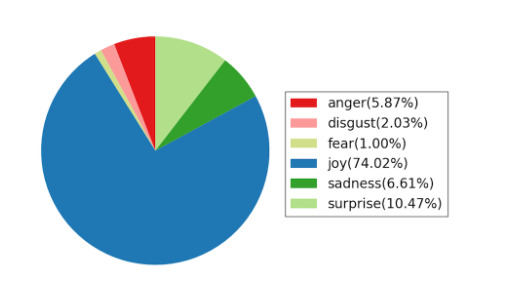 anger(5.87%)
disgust(2.03%)
fear(1.00%)
joy(74.02%)
sadness(6.61%)
surprise(10.47%)